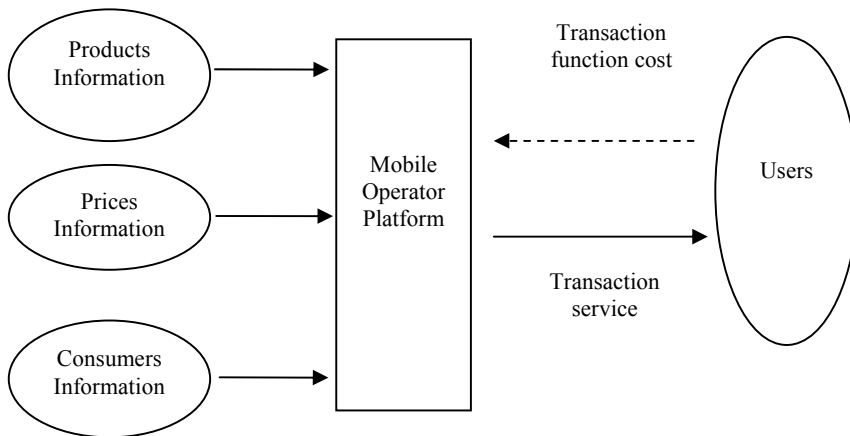 Products
Information
Prices
Information
Consumers
Information
Mobile
Operator
Platform
Transaction
function cost
Transaction
service
Users